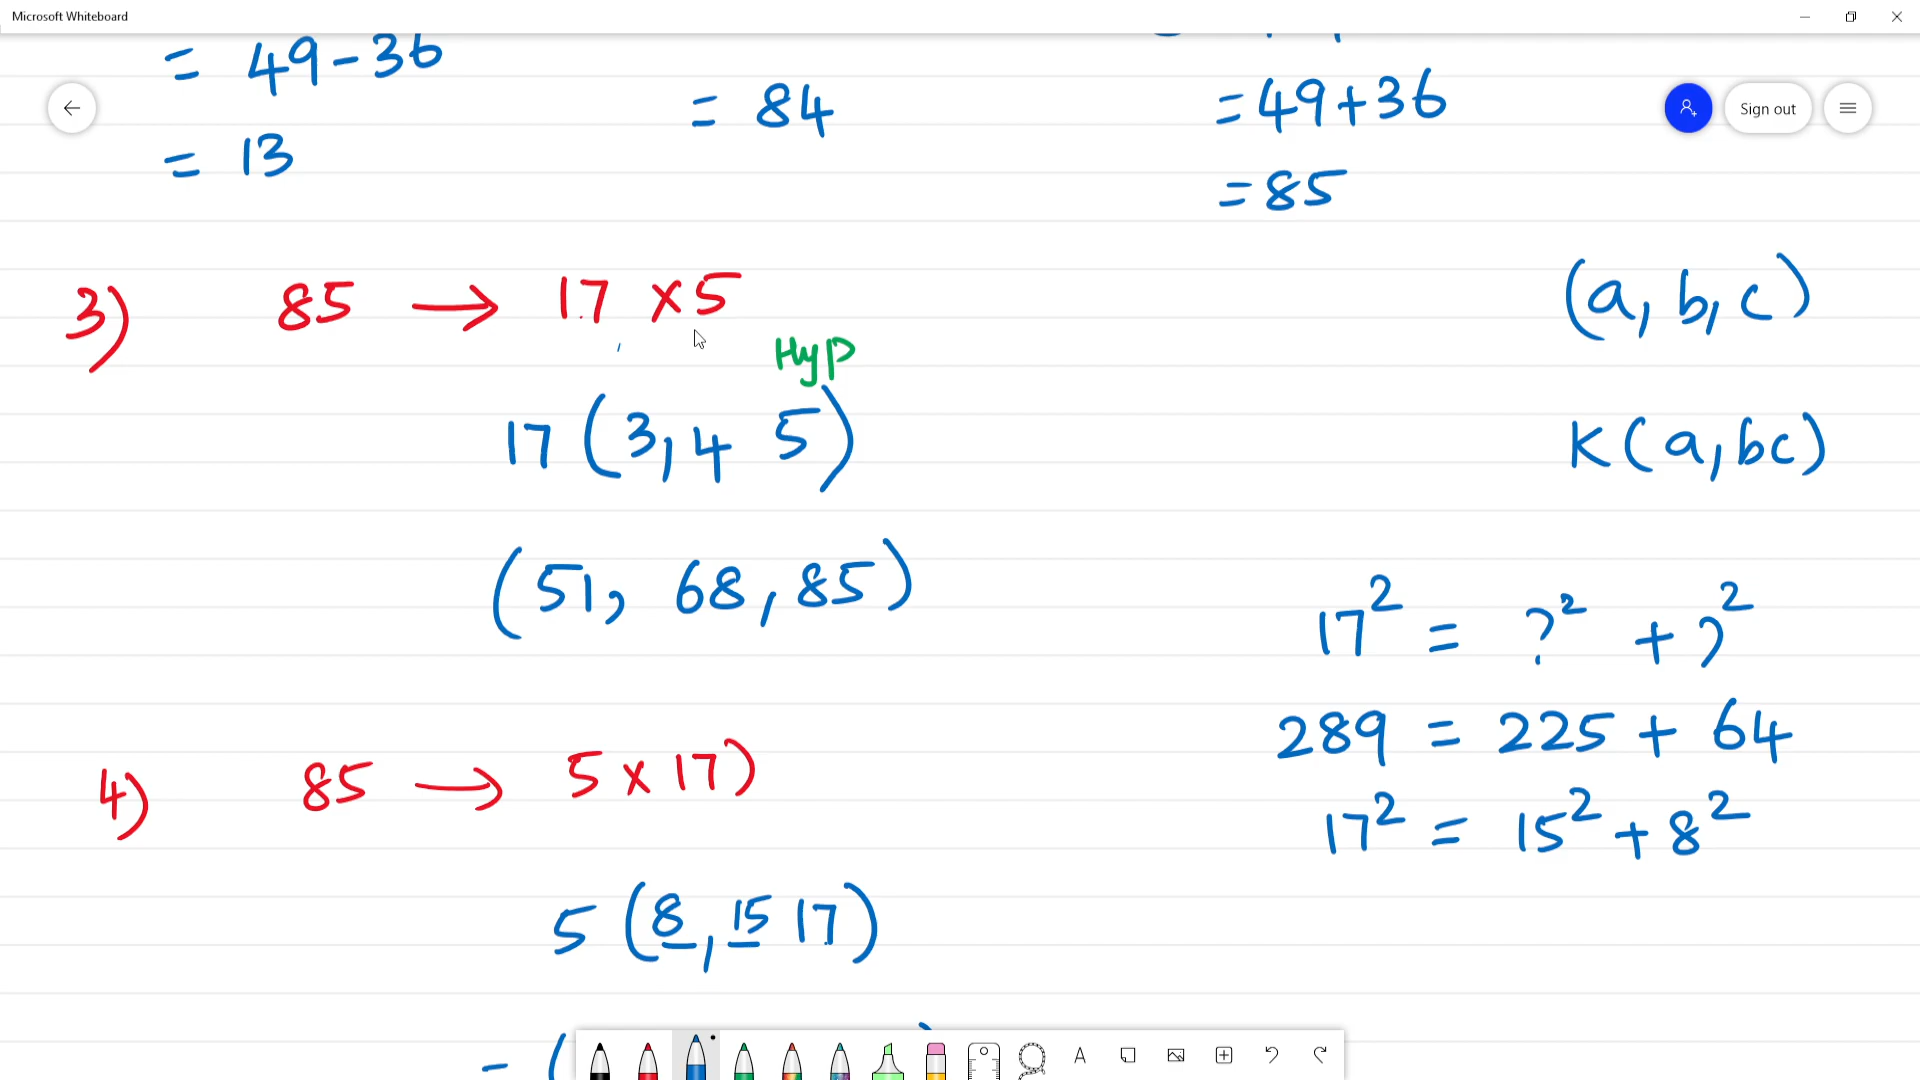 Microsoft Whiteboard
= 49-36
= 84
= 49+36
Sign out
= 13
= 85
3) 85 → 17 x 5
(a, b, c)
Hyp
17 (3, 4 5)
K(a, bc)
(51, 68, 85)
17² = ?² + ?²
289 = 225 + 64
4) 85 → 5 x 17)
17² = 15² + 8²
5 (8, 15 17)
= (
A